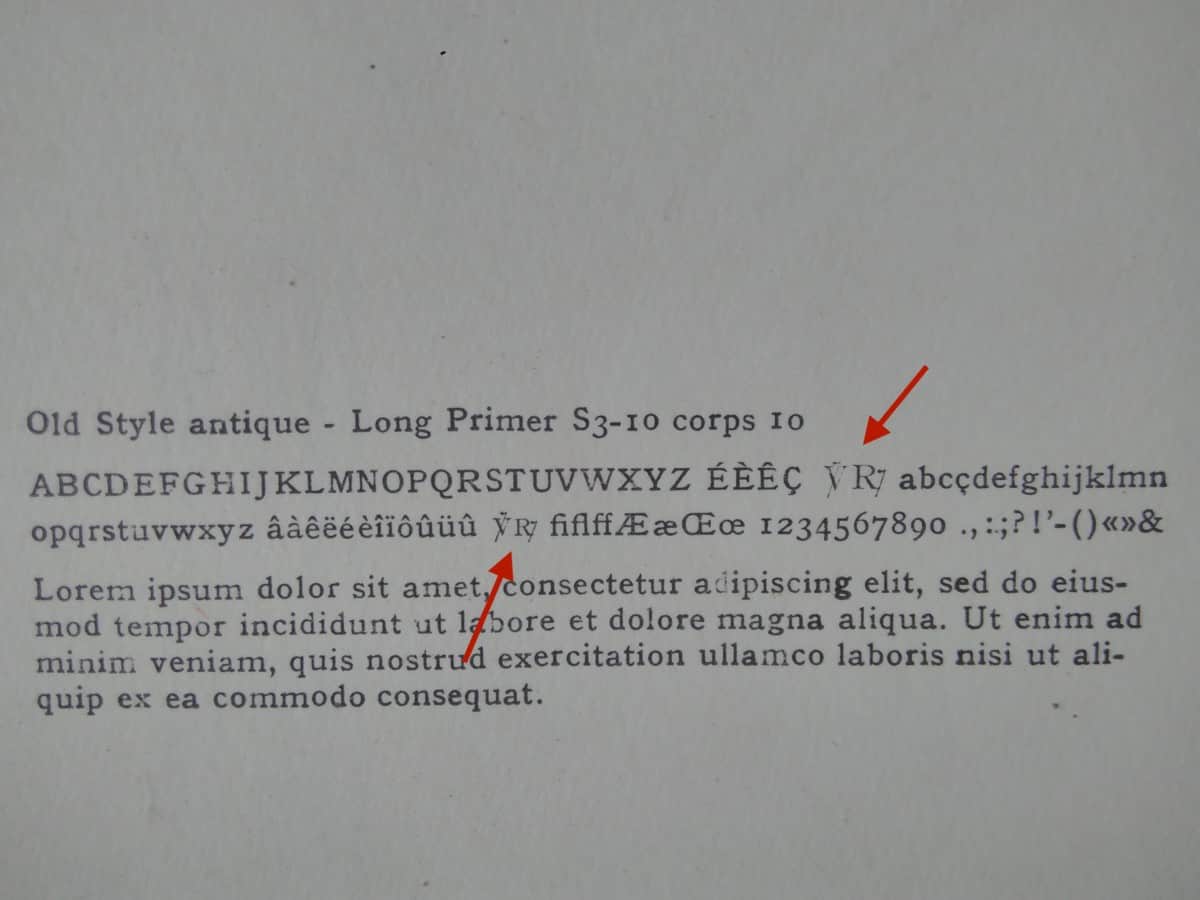 Old Style antique - Long Primer S3-10 corps 10
ABCDEFGHIJKLMNOPQRSTUVWXYZ ÉÈÊÇ Ṽ ℟ abcçdefghijklmn
opqrstuvwxyz âàêëéèîïôûüû ℟ fiflffÆæŒœ 1234567890 .,:.;?!’-()«»&
Lorem ipsum dolor sit amet, consectetur adipiscing elit, sed do eius-
mod tempor incididunt ut labore et dolore magna aliqua. Ut enim ad
minim veniam, quis nostrud exercitation ullamco laboris nisi ut ali-
quip ex ea commodo consequat.